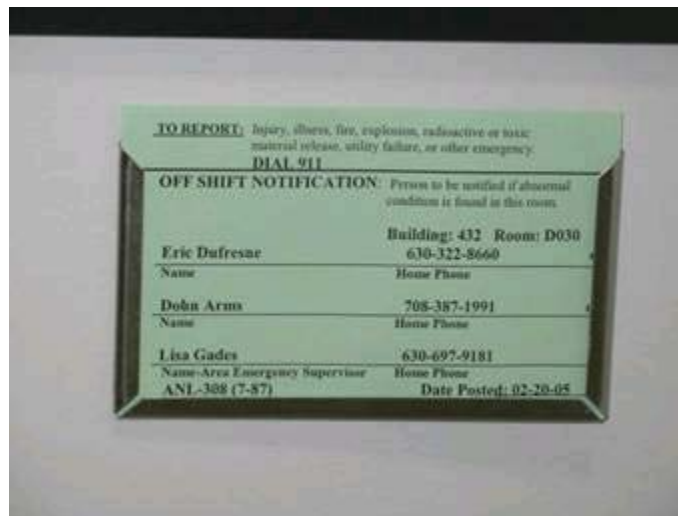 TO REPORT: Injury, illness, fire, explosion, radioactive or toxic
material release, utility failure, or other emergency.
DIAL 911
OFF SHIFT NOTIFICATION: Person to be notified if abnormal
condition is found in this room.
Building: 432 Room: D030
Eric Dufresne 630-322-8660
Name Home Phone
Dohn Arms 708-387-1991
Name Home Phone
Lisa Gades 630-697-9181
Name-Area Emergency Supervisor Home Phone
ANL-308 (7-87) Date Posted: 02-20-05